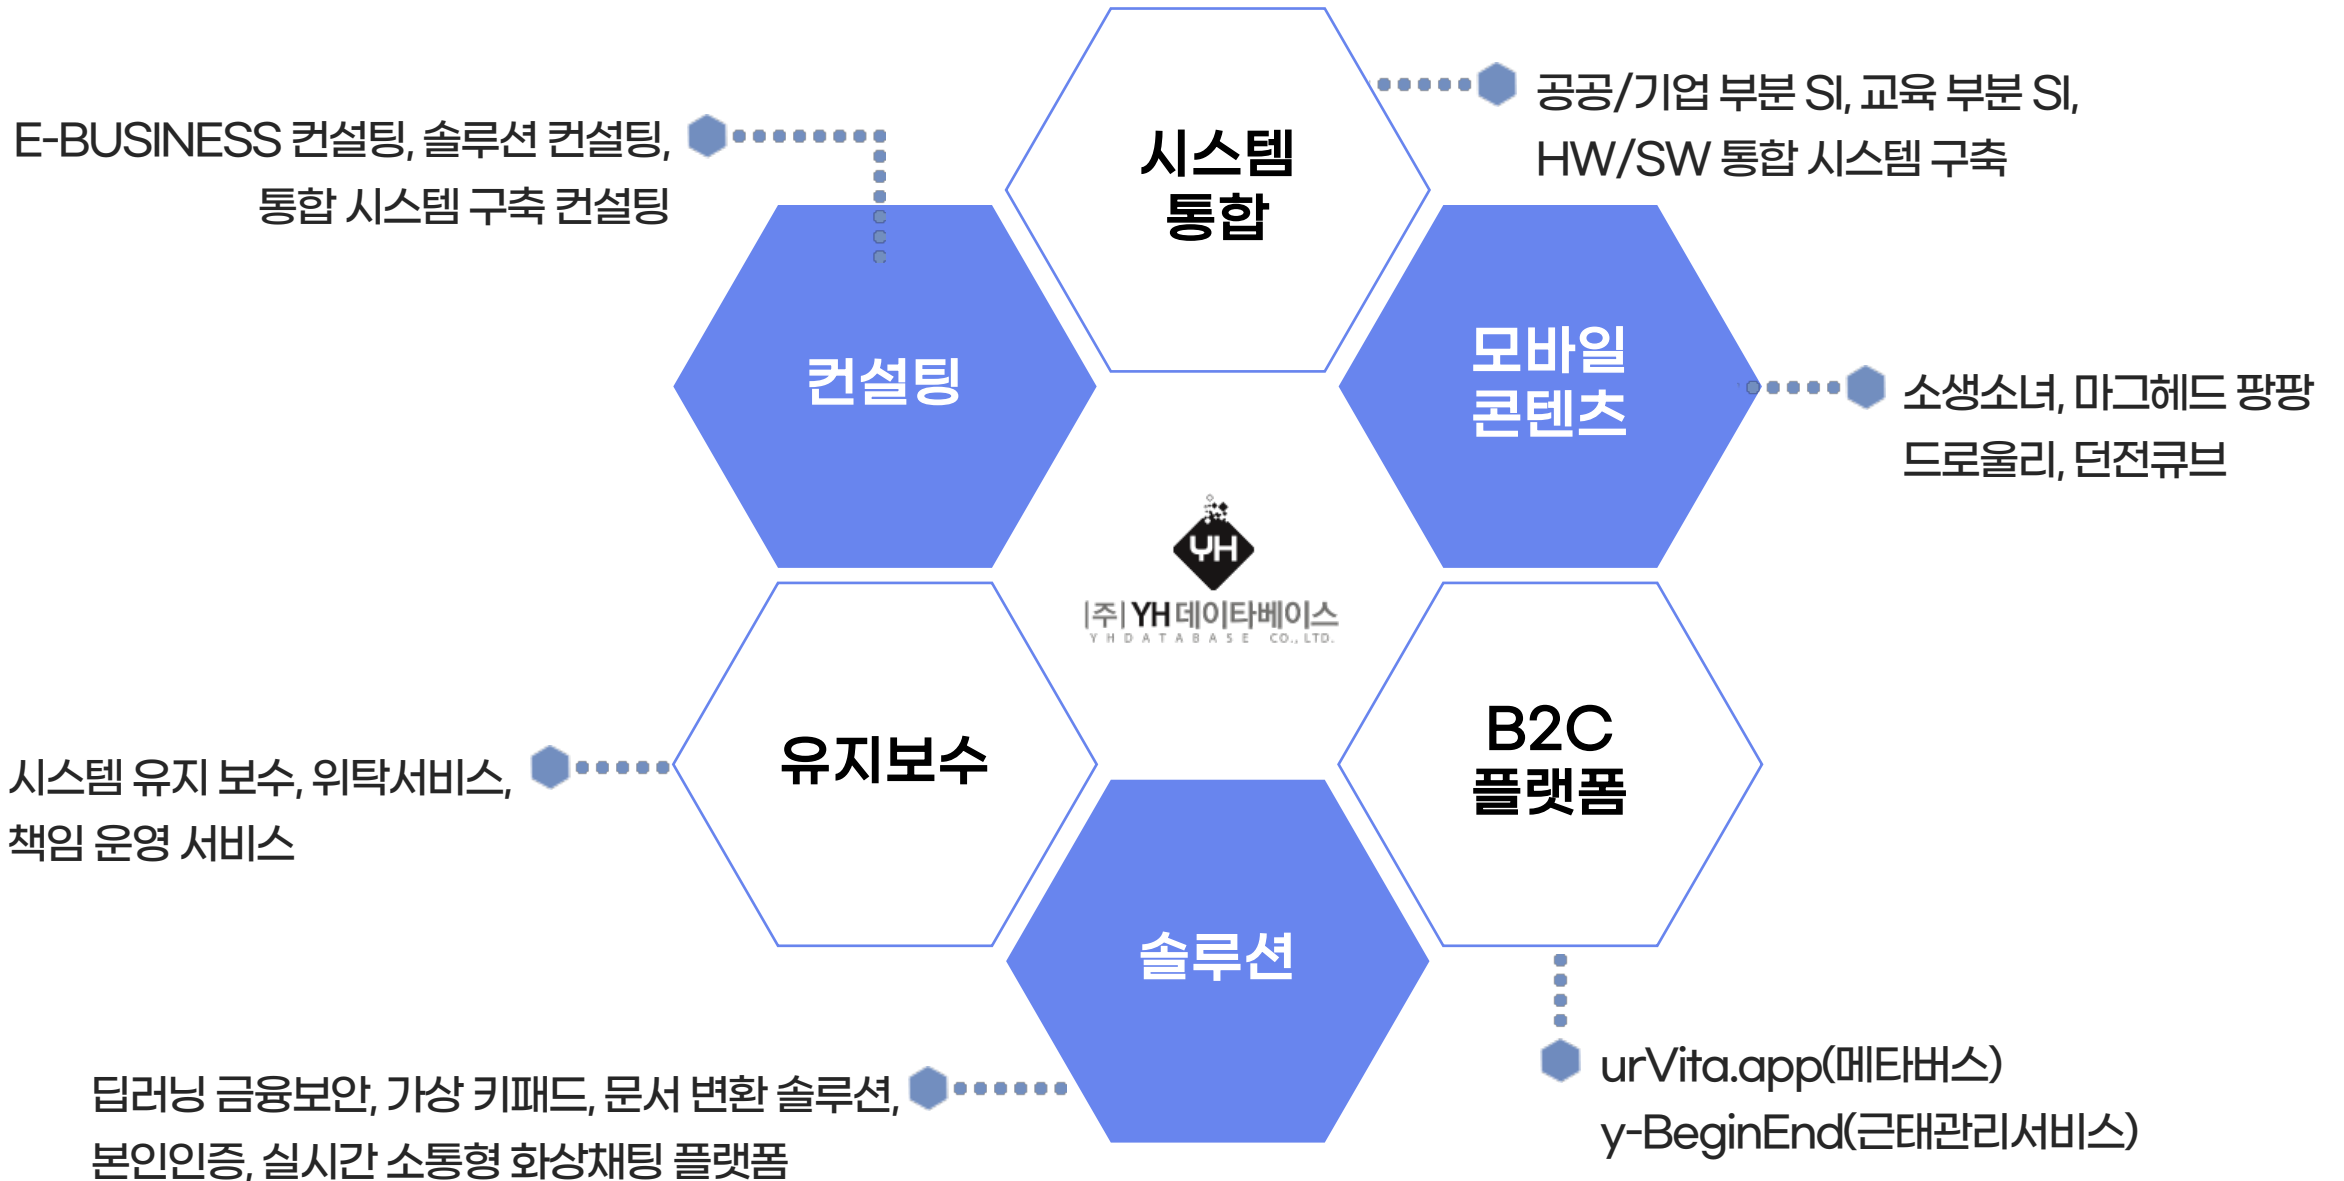 시스템
통합
공공/기업 부분 SI, 교육 부분 SI,
HW/SW 통합 시스템 구축
E-BUSINESS 컨설팅, 솔루션 컨설팅,
통합 시스템 구축 컨설팅
컨설팅
모바일
콘텐츠
소생소녀, 마그헤드 팡팡
드로울리, 던전큐브
YH
(주) YH 데이타베이스
YHDATABASE CO., LTD.
유지보수
시스템 유지 보수, 위탁서비스,
책임 운영 서비스
B2C
플랫폼
urVita.app(메타버스)
y-BeginEnd(근태관리서비스)
솔루션
딥러닝 금융보안, 가상 키패드, 문서 변환 솔루션,
본인인증, 실시간 소통형 화상채팅 플랫폼